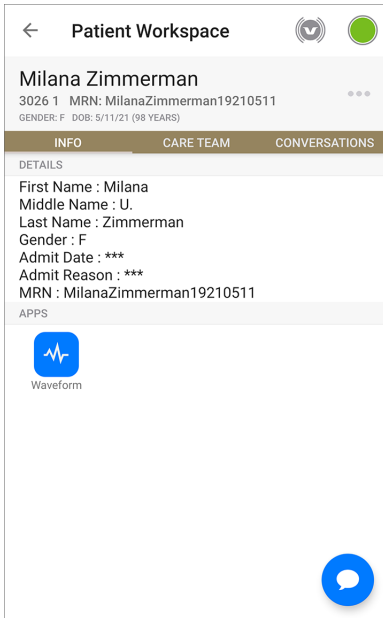 Patient Workspace
Milana Zimmerman
3026 1 MRN: MilanaZimmerman19210511
GENDER: F DOB: 5/11/21 (98 YEARS)
INFO CARE TEAM CONVERSATIONS
DETAILS
First Name : Milana
Middle Name : U.
Last Name : Zimmerman
Gender : F
Admit Date : ***
Admit Reason : ***
MRN : MilanaZimmerman19210511
APPS
Waveform